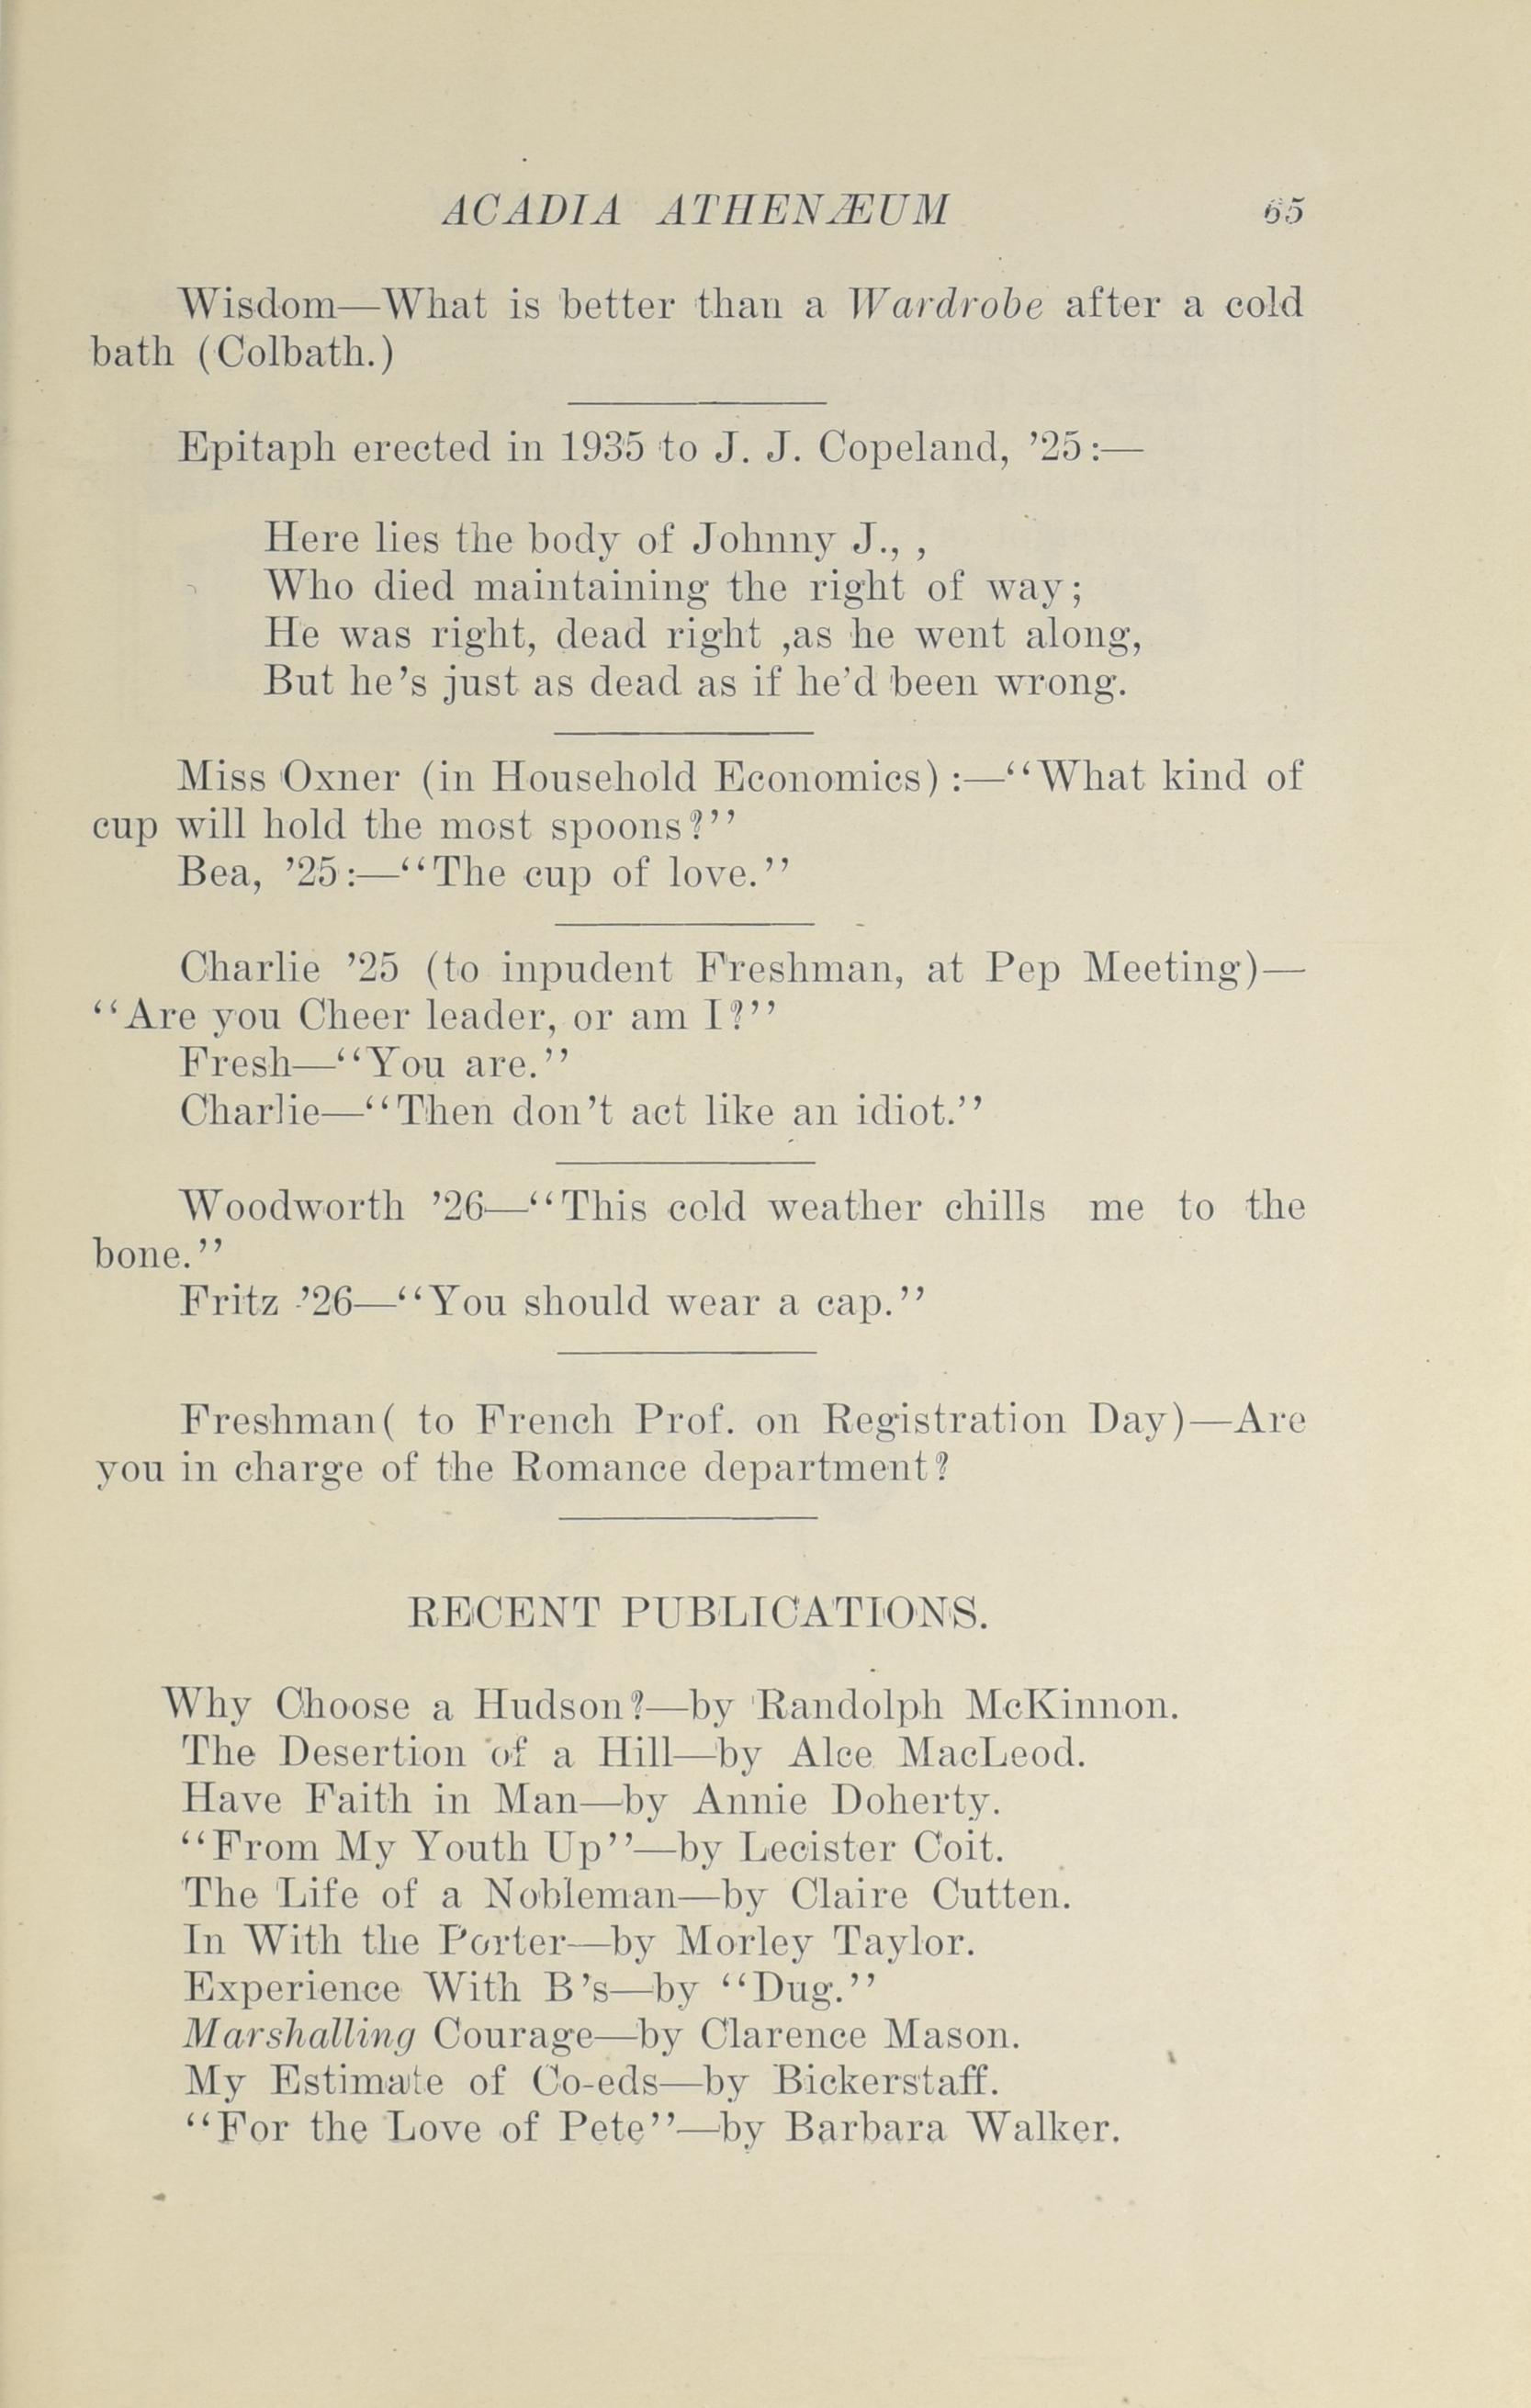 ACADIA ATHENÆUM 65
Wisdom—What is better than a Wardrobe after a cold
bath (Colbath.)
Epitaph erected in 1935 to J. J. Copeland, ’25:—
Here lies the body of Johnny J., ,
Who died maintaining the right of way;
He was right, dead right ,as he went along,
But he’s just as dead as if he’d been wrong.
Miss Oxner (in Household Economics) :—‘‘What kind of
cup will hold the most spoons?’’
Bea, ’25:—‘‘The cup of love.’’
Charlie ’25 (to inpudent Freshman, at Pep Meeting)—
‘‘Are you Cheer leader, or am I?’’
Fresh—‘‘You are.’’
Charlie—‘‘Then don’t act like an idiot.’’
Woodworth ’26—‘‘This cold weather chills me to the
bone.’’
Fritz ’26—‘‘You should wear a cap.’’
Freshman( to French Prof. on Registration Day)—Are
you in charge of the Romance department?
RECENT PUBLICATIONS.
Why Choose a Hudson?—by Randolph McKinnon.
The Desertion of a Hill—by Alce MacLeod.
Have Faith in Man—by Annie Doherty.
‘‘From My Youth Up’’—by Lecister Coit.
The Life of a Nobleman—by Claire Cutten.
In With the Porter—by Morley Taylor.
Experience With B’s—by ‘‘Dug.’’
Marshalling Courage—by Clarence Mason.
My Estimate of Co-eds—by Bickerstaff.
‘‘For the Love of Pete’’—by Barbara Walker.